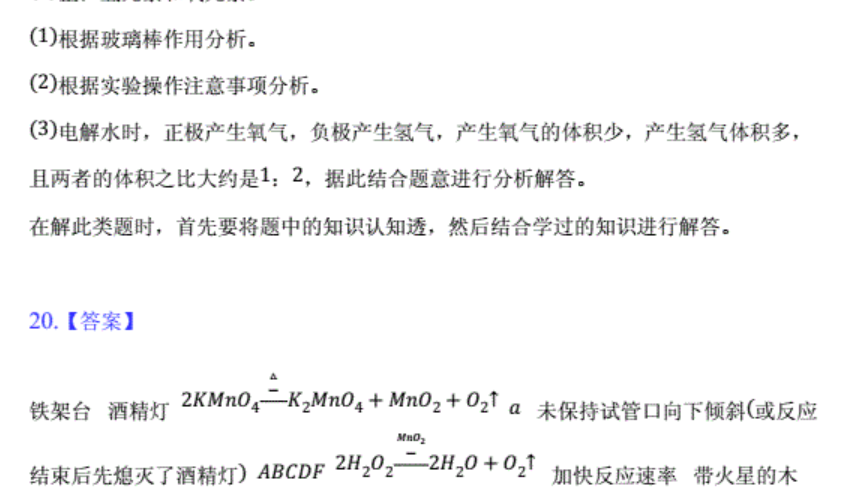 (1)根据玻璃棒作用分析。
(2)根据实验操作注意事项分析。
(3)电解水时，正极产生氧气，负极产生氢气，产生氧气的体积少，产生氢气体积多，
且两者的体积之比大约是1：2，据此结合题意进行分析解答。
在解此类题时，首先要将题中的知识认知透，然后结合学过的知识进行解答。
20.【答案】
铁架台 酒精灯 2KMnO₄ ≜ K₂MnO₄ + MnO₂ + O₂↑ a 未保持试管口向下倾斜(或反应
结束后先熄灭了酒精灯) ABCDF 2H₂O₂ =MnO₂= 2H₂O + O₂↑ 加快反应速率 带火星的木